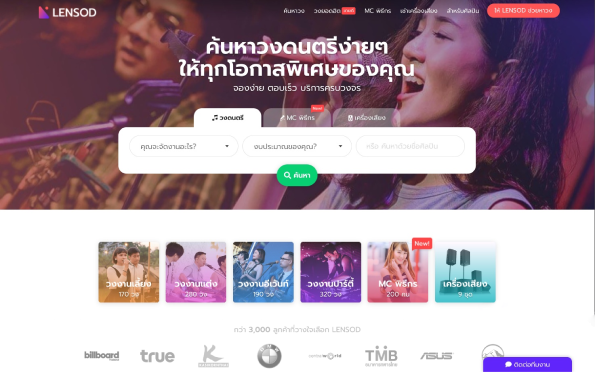 LENSOD
ค้นหาวง
วงยอดฮิต
MC พิธีกร
เช่าเครื่องเสียง
สำหรับศิลปิน
ให้ LENSOD ช่วยหาวง
ค้นหาวงดนตรีง่ายๆ
ให้ทุกโอกาสพิเศษของคุณ
จองง่าย ตอบเร็ว บริการครบวงจร
วงดนตรี
MC พิธีกร
New!
เครื่องเสียง
คุณจะจัดงานอะไร?
งบประมาณของคุณ?
หรือ ค้นหาด้วยชื่อศิลปิน
ค้นหา
วงงานเลี้ยง
170 วง
วงงานแต่ง
280 วง
วงงานอีเว้นท์
190 วง
วงงานปาร์ตี้
320 วง
New!
MC พิธีกร
200 คน
เครื่องเสียง
9 ชุด
กว่า 3,000 ลูกค้าที่วางใจเลือก LENSOD
billboard
true
BMW
TMB
ASUS
ติดต่อทีมงาน